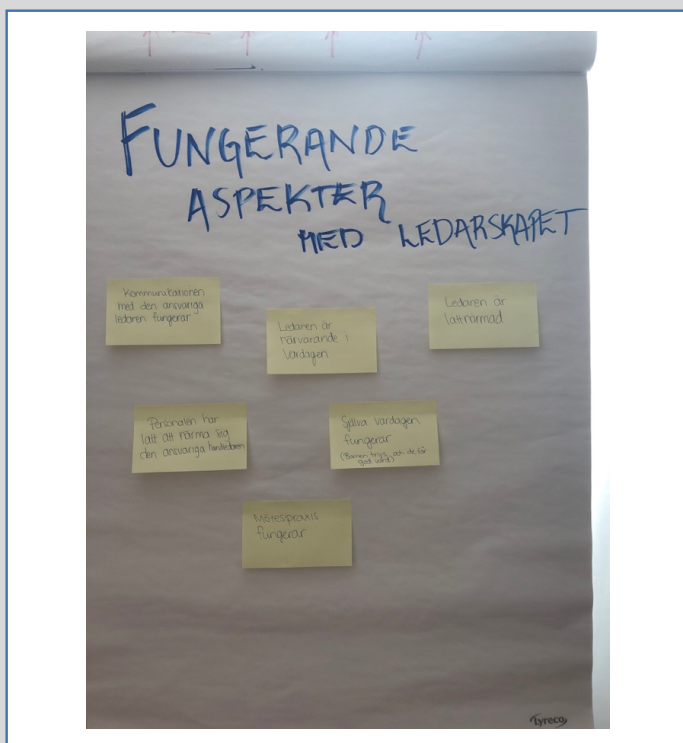 FUNGERANDE
ASPEKTER
MED LEDARSKAPET
Kommunikationen
med den ansvariga
ledaren fungerar
Ledaren är
närvarande i
vardagen
Ledaren är
lättnärmad
Personalen har
lätt att närma sig
den ansvariga handledaren
Själva vardagen
fungerar
(Barnen trivs och de får
god vård)
Mötespraxis
fungerar
Lyreco